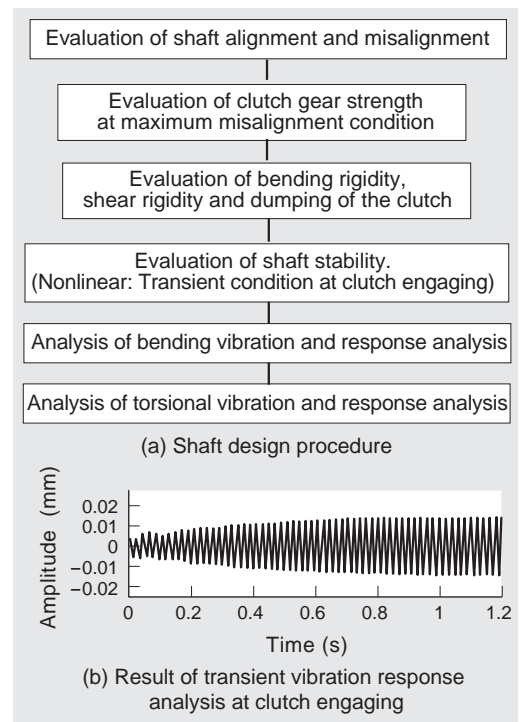 Evaluation of shaft alignment and misalignment
Evaluation of clutch gear strength
at maximum misalignment condition
Evaluation of bending rigidity,
shear rigidity and dumping of the clutch
Evaluation of shaft stability.
(Nonlinear: Transient condition at clutch engaging)
Analysis of bending vibration and response analysis
Analysis of torsional vibration and response analysis
(a) Shaft design procedure
Amplitude (mm)
0.02
0.01
0
−0.01
−0.02
0 0.2 0.4 0.6 0.8 1 1.2
Time (s)
(b) Result of transient vibration response
analysis at clutch engaging